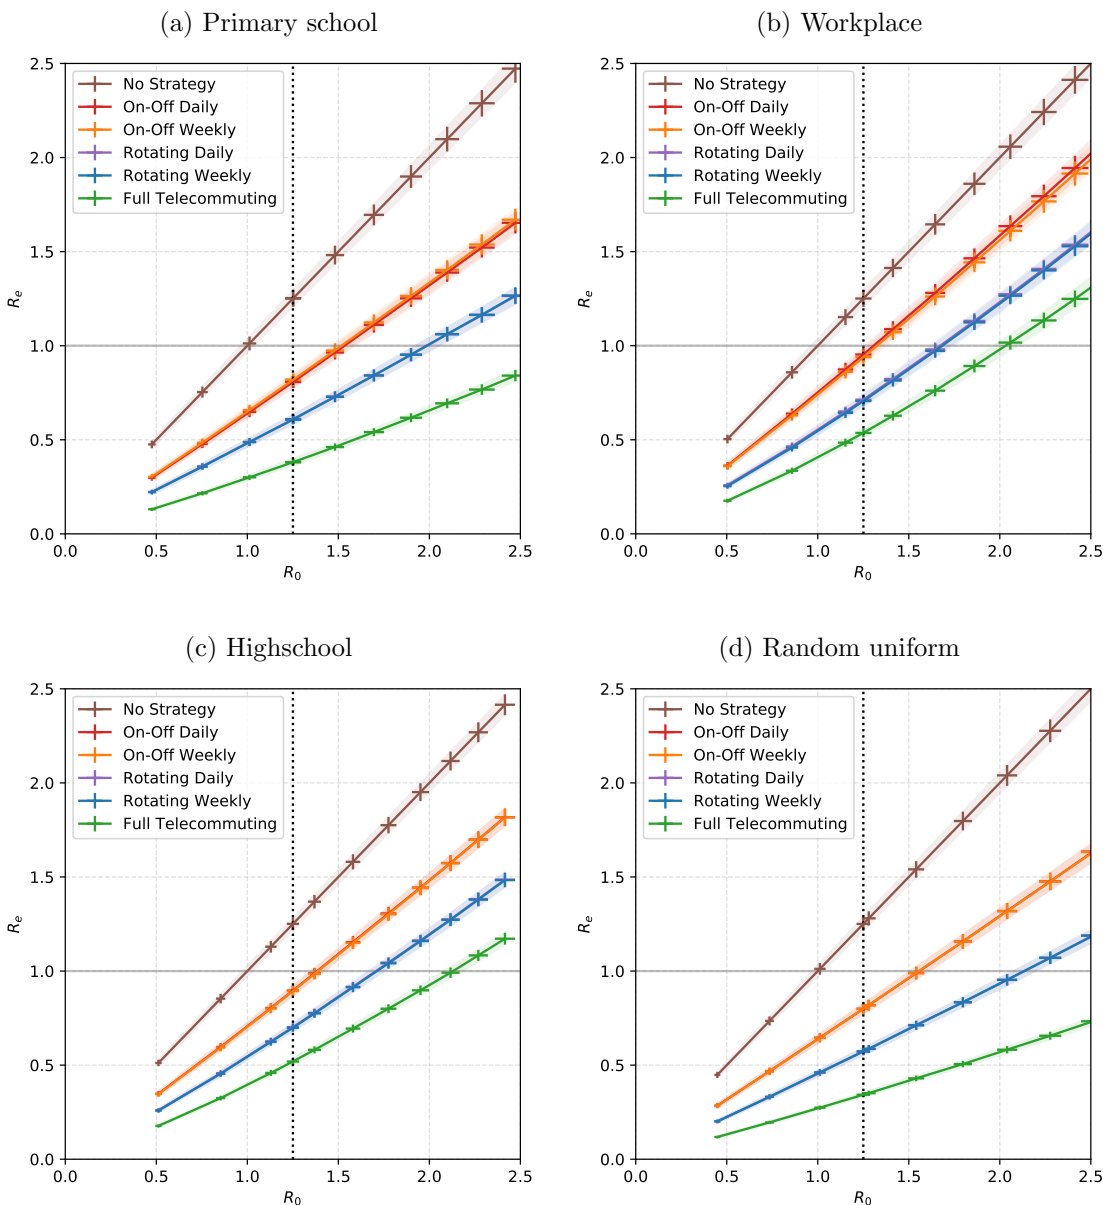 (a) Primary school
2.5
2.0
1.5
1.0
0.5
0.0
R_e
No Strategy
On-Off Daily
On-Off Weekly
Rotating Daily
Rotating Weekly
Full Telecommuting
0.0 0.5 1.0 1.5 2.0 2.5
R_0
(b) Workplace
2.5
2.0
1.5
1.0
0.5
0.0
R_e
No Strategy
On-Off Daily
On-Off Weekly
Rotating Daily
Rotating Weekly
Full Telecommuting
0.0 0.5 1.0 1.5 2.0 2.5
R_0
(c) Highschool
2.5
2.0
1.5
1.0
0.5
0.0
R_e
No Strategy
On-Off Daily
On-Off Weekly
Rotating Daily
Rotating Weekly
Full Telecommuting
0.0 0.5 1.0 1.5 2.0 2.5
R_0
(d) Random uniform
2.5
2.0
1.5
1.0
0.5
0.0
R_e
No Strategy
On-Off Daily
On-Off Weekly
Rotating Daily
Rotating Weekly
Full Telecommuting
0.0 0.5 1.0 1.5 2.0 2.5
R_0